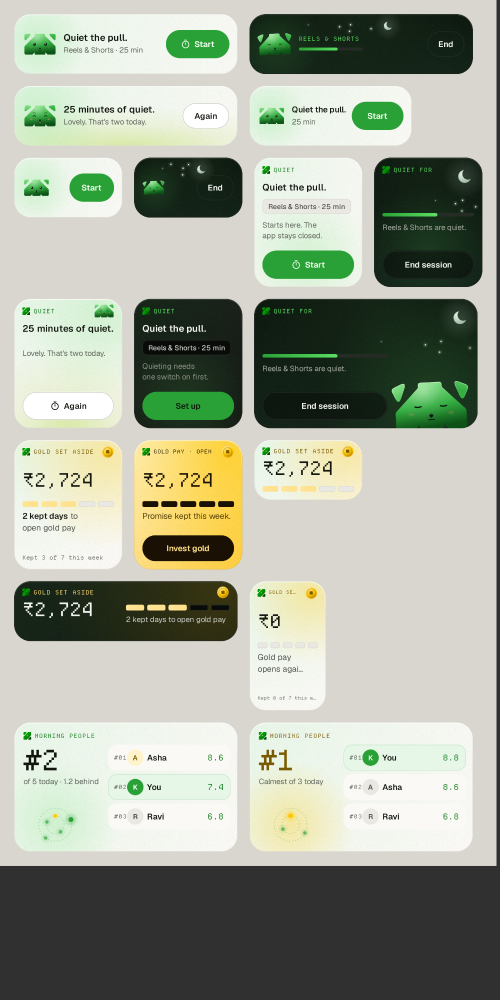 Quiet the pull.
Reels & Shorts · 25 min
Start
REELS & SHORTS
End
25 minutes of quiet.
Lovely. That's two today.
Again
Quiet the pull.
25 min
Start
Start
End
QUIET
Quiet the pull.
Reels & Shorts · 25 min
Starts here. The
app stays closed.
Start
QUIET FOR
Reels & Shorts are quiet.
End session
QUIET
25 minutes of quiet.
Lovely. That's two today.
Again
QUIET
Quiet the pull.
Reels & Shorts · 25 min
Quieting needs
one switch on first.
Set up
QUIET FOR
Reels & Shorts are quiet.
End session
GOLD SET ASIDE
₹2,724
2 kept days to
open gold pay
Kept 3 of 7 this week
GOLD PAY · OPEN
₹2,724
Promise kept this week.
Invest gold
GOLD SET ASIDE
₹2,724
GOLD SET ASIDE
₹2,724
2 kept days to open gold pay
GOLD SE…
₹0
Gold pay
opens agai…
Kept 0 of 7 this w…
MORNING PEOPLE
#2
of 5 today · 1.2 behind
#01 A Asha 8.6
#02 K You 7.4
#03 R Ravi 6.8
MORNING PEOPLE
#1
Calmest of 3 today
#01 K You 8.8
#02 A Asha 8.6
#03 R Ravi 6.8